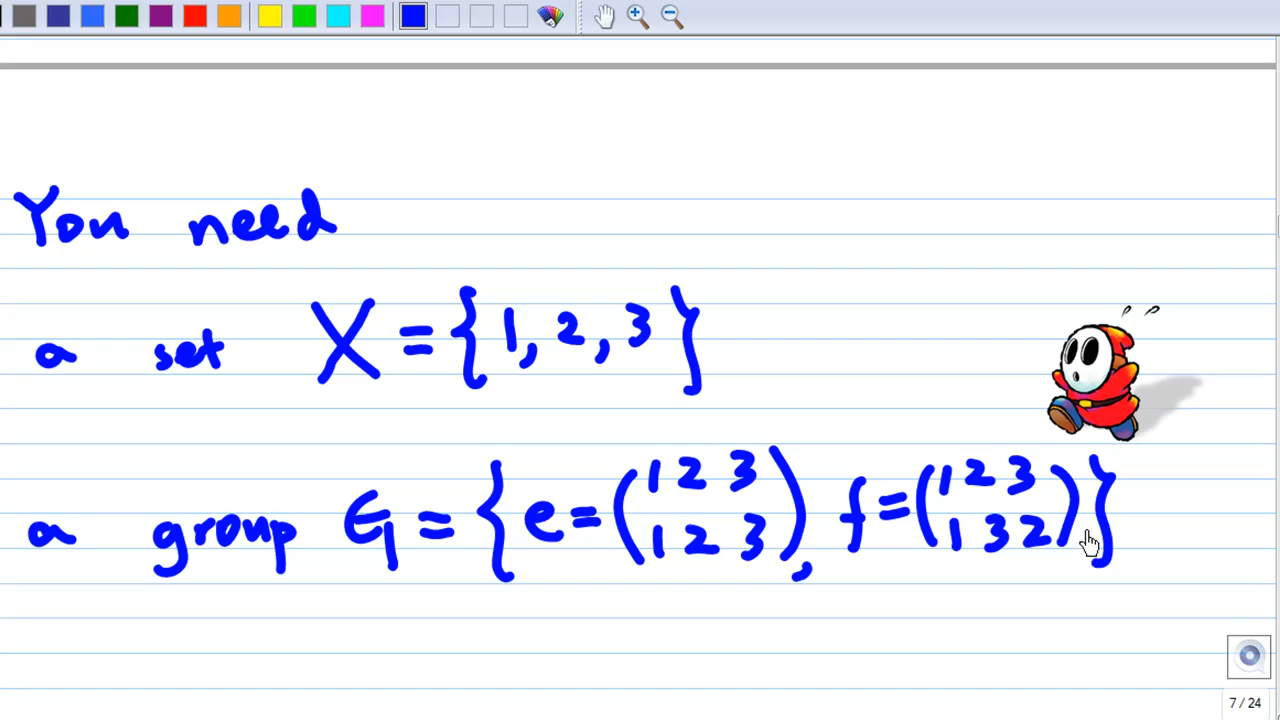 You need
a set X = {1, 2, 3}
a group G = {e = (1 2 3
1 2 3), f = (1 2 3
1 3 2)}
7 / 24